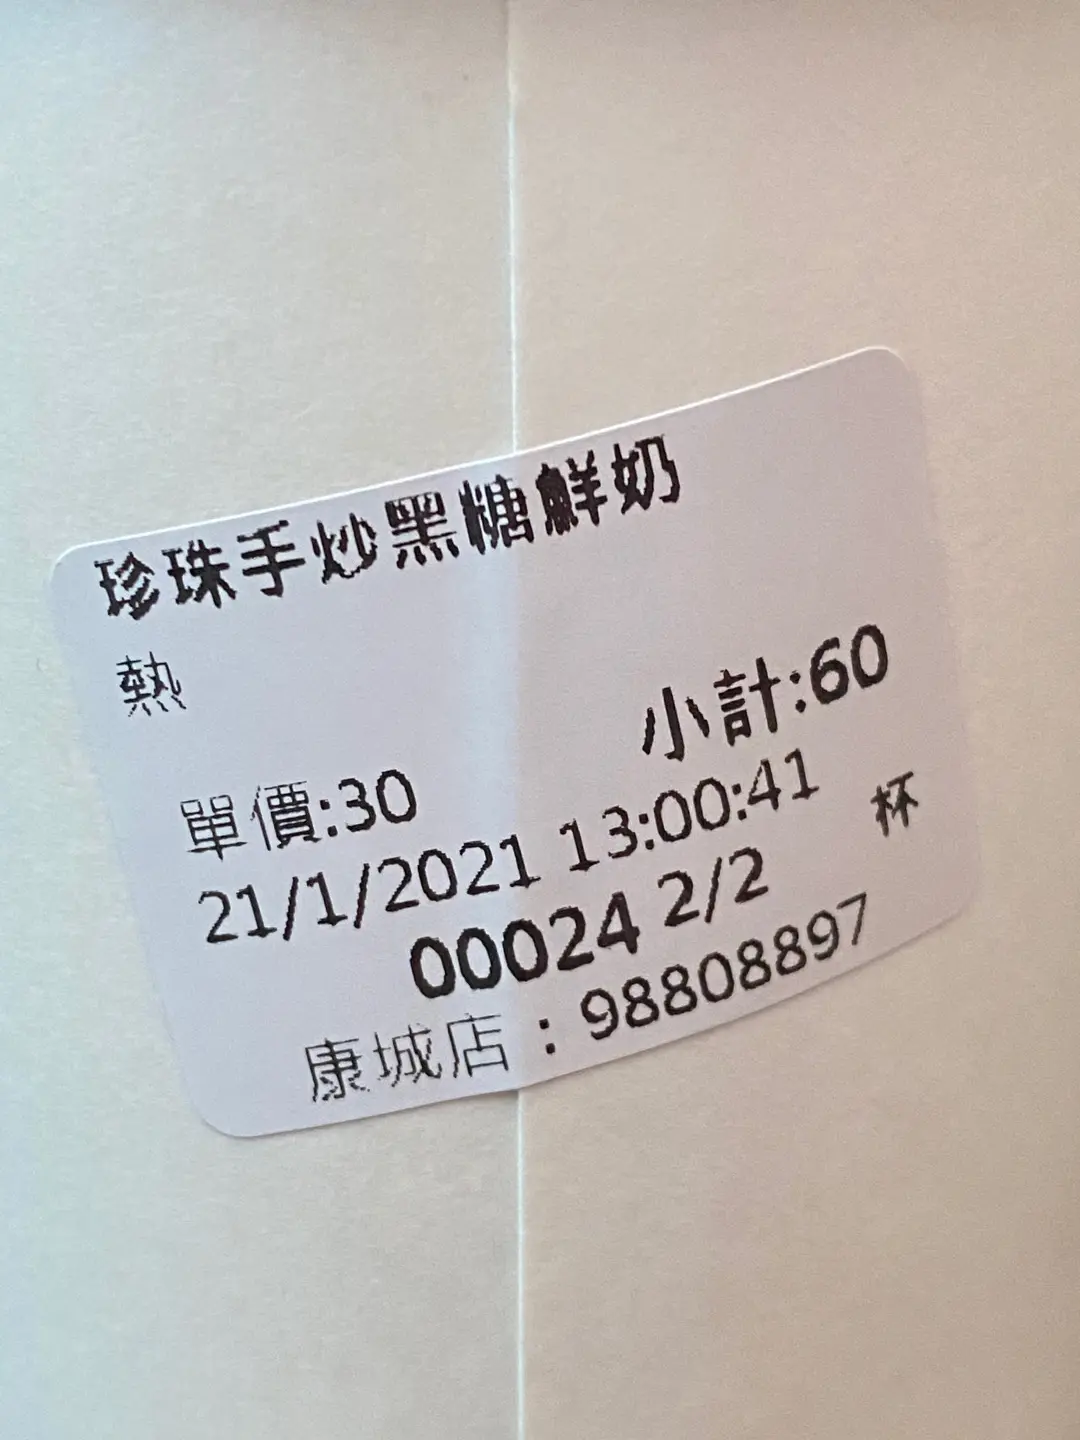 珍珠手炒黑糖鮮奶
熱
小計:60
單價:30
21/1/2021 13:00:41
杯
00024 2/2
康城店：98808897